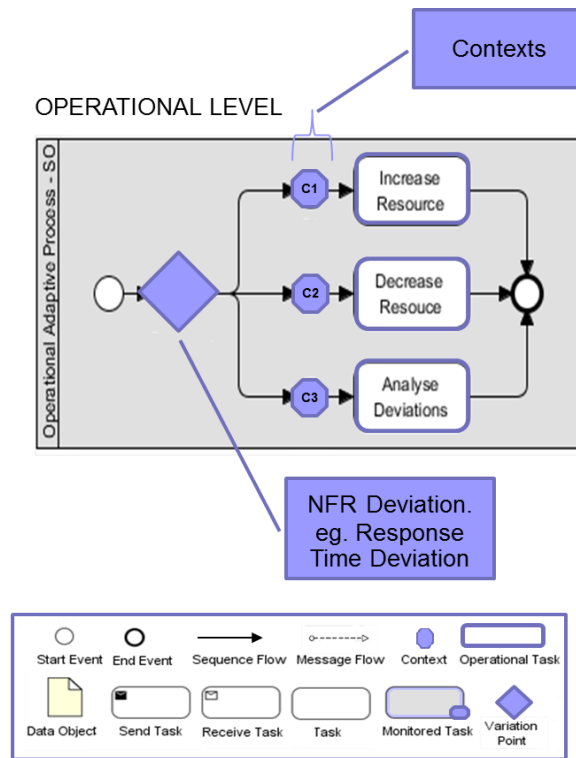 Contexts
OPERATIONAL LEVEL
Operational Adaptive Process - SO
C1
Increase
Resource
C2
Decrease
Resouce
C3
Analyse
Deviations
NFR Deviation.
eg. Response
Time Deviation
Start Event
End Event
Sequence Flow
Message Flow
Context
Operational Task
Data Object
Send Task
Receive Task
Task
Monitored Task
Variation
Point